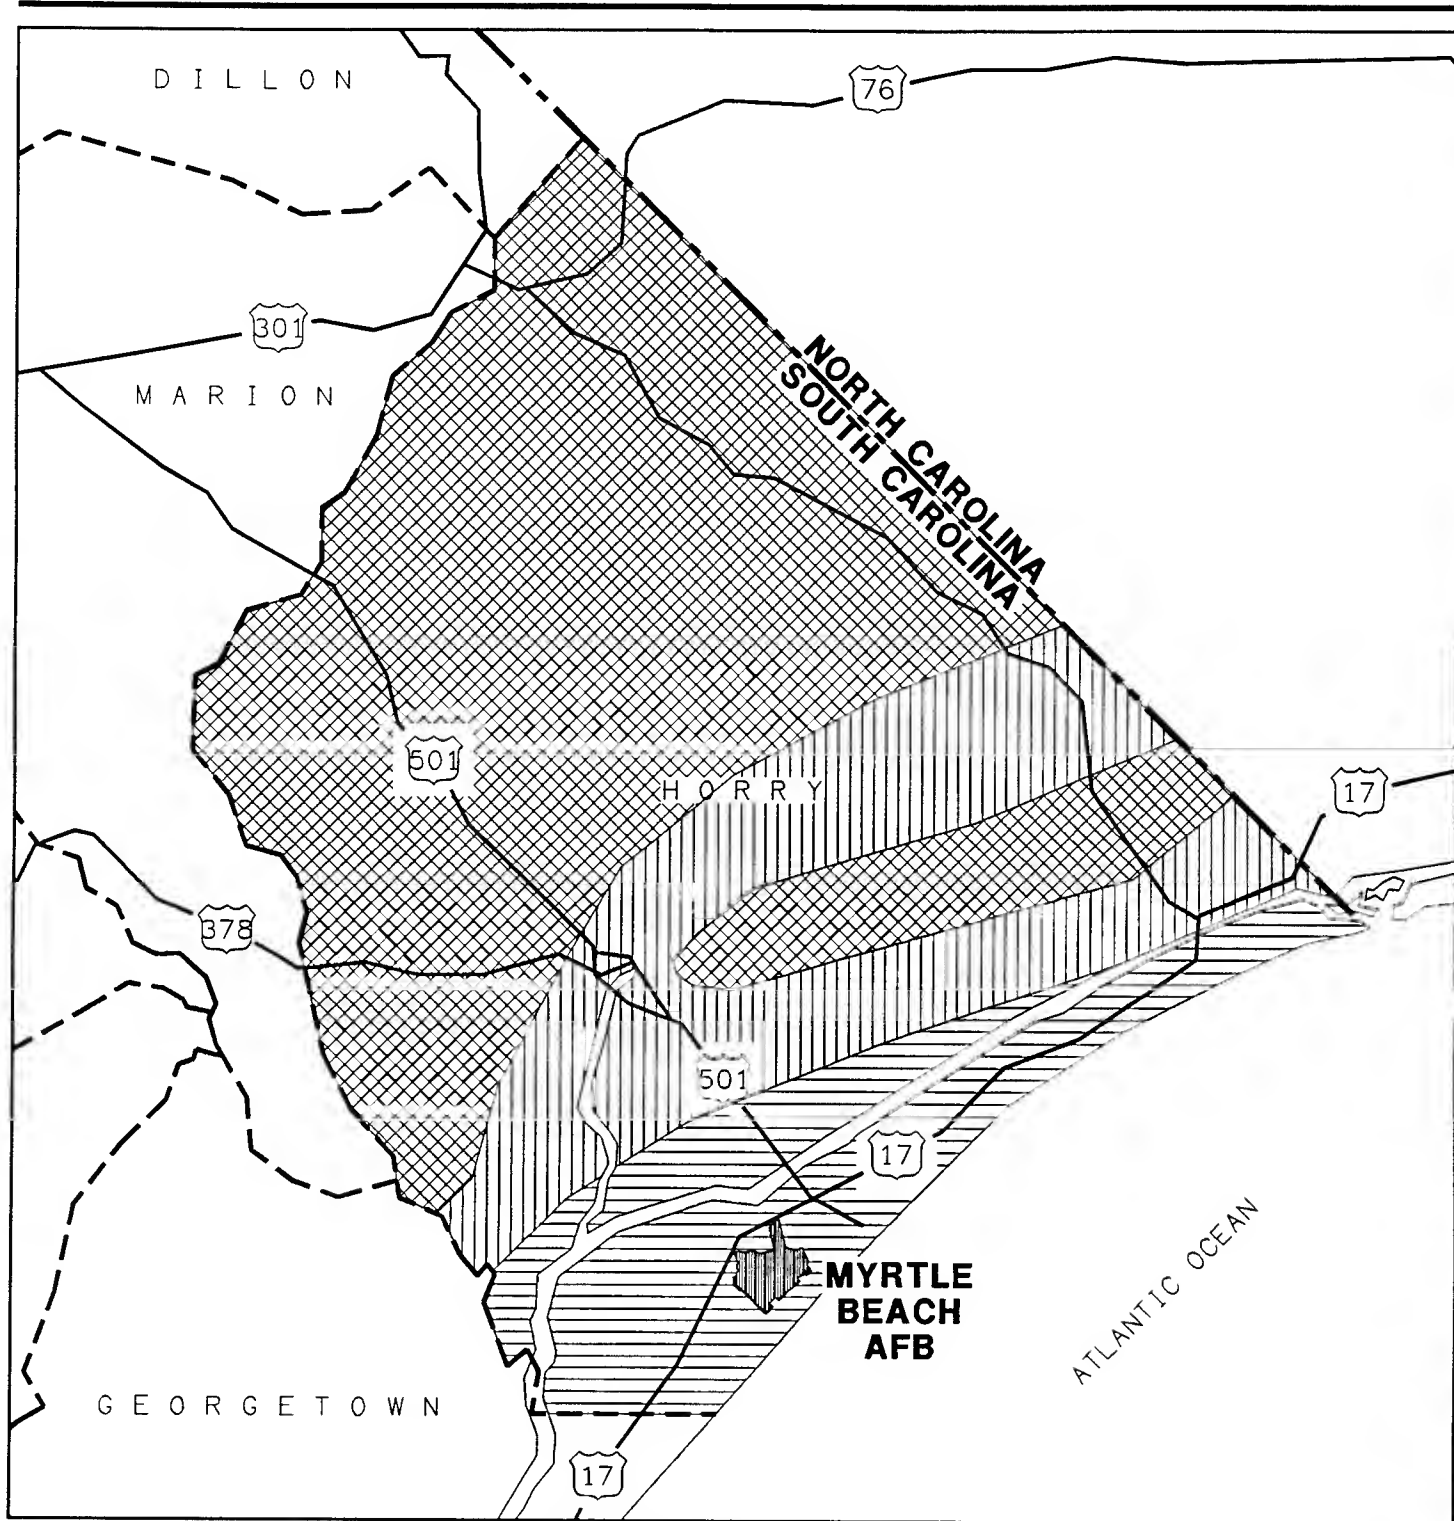 DILLON
76
301
MARION
NORTH CAROLINA
SOUTH CAROLINA
501
HORRY
17
378
501
17
MYRTLE
BEACH
AFB
ATLANTIC OCEAN
GEORGETOWN
17